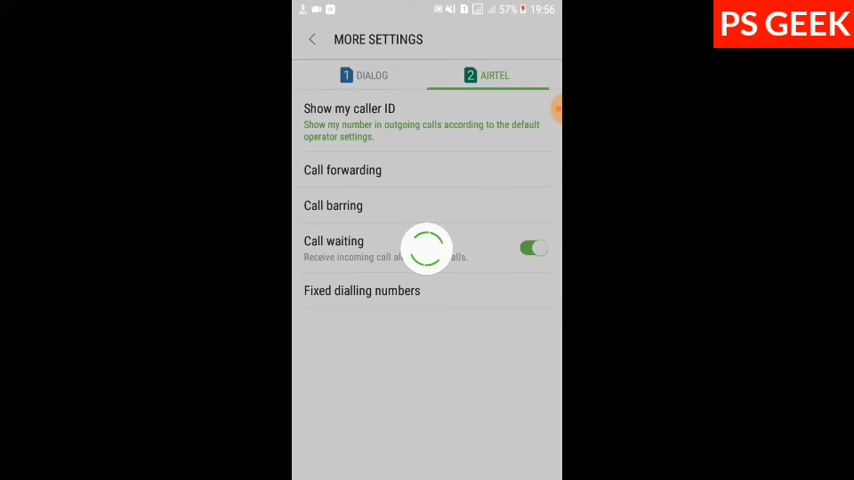 57% 19:56
PS GEEK
MORE SETTINGS
1 DIALOG
2 AIRTEL
Show my caller ID
Show my number in outgoing calls according to the default
operator settings.
Call forwarding
Call barring
Call waiting
Receive incoming call alls.
Fixed dialling numbers